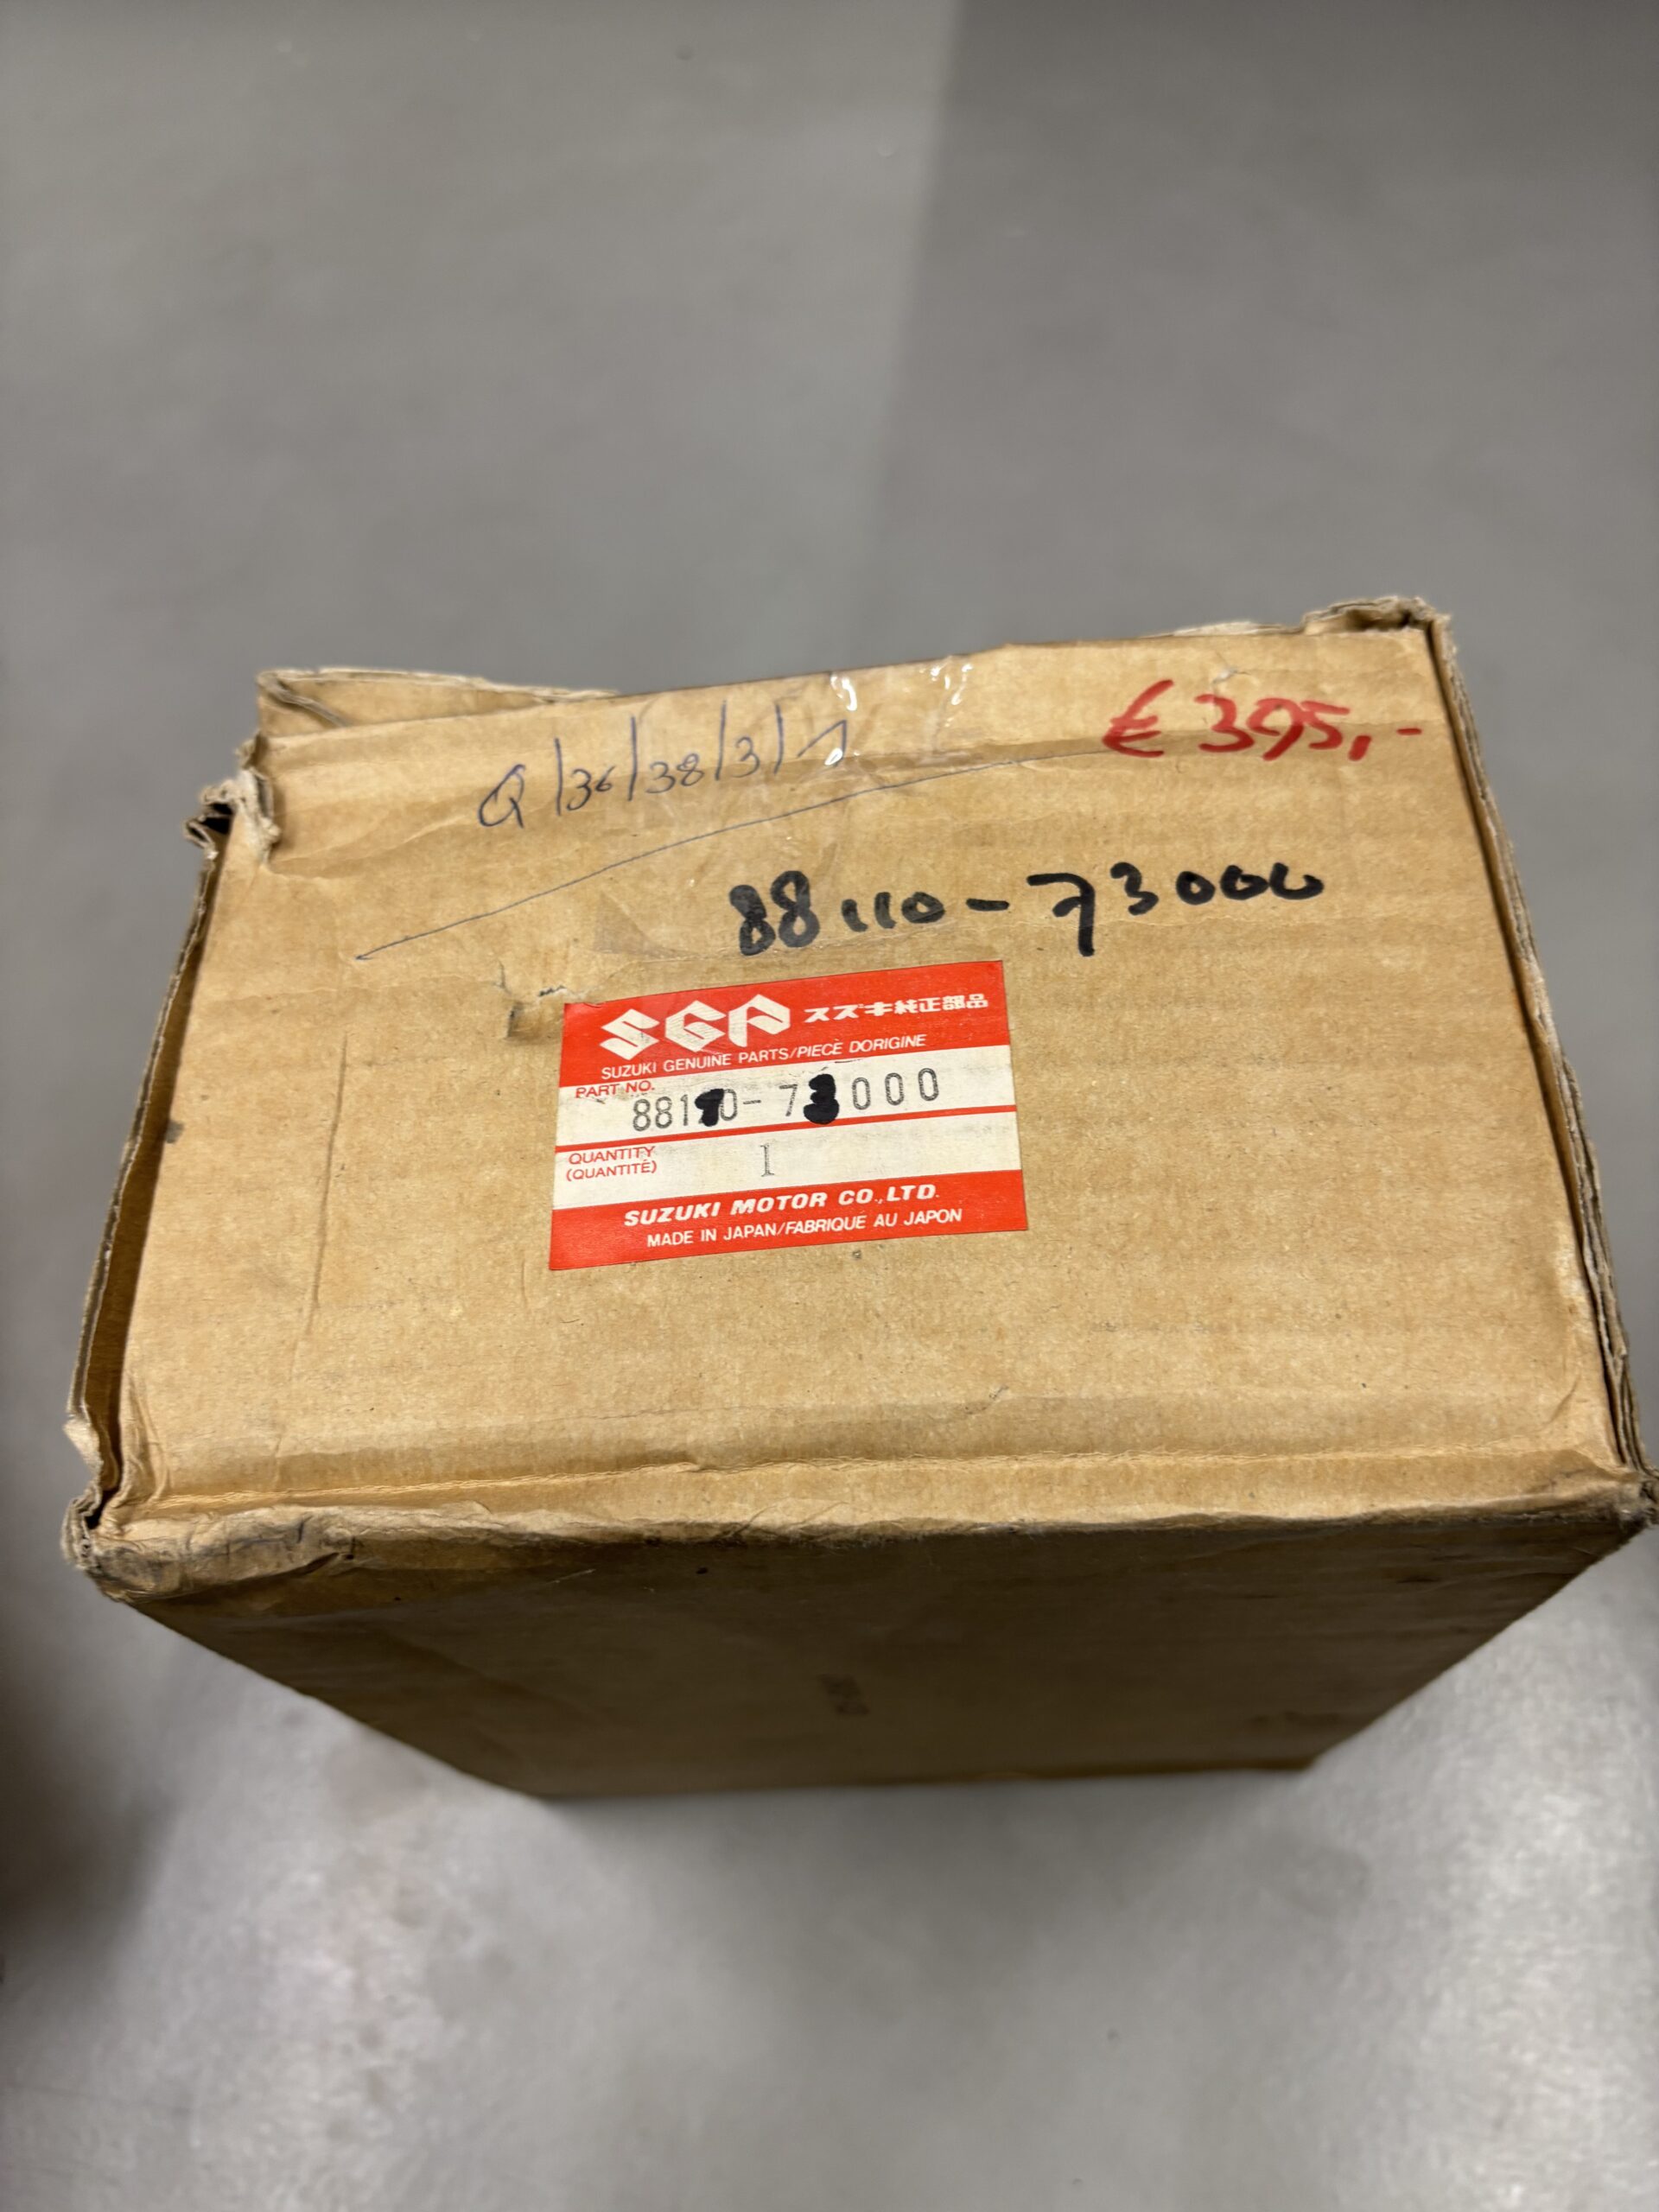 Q/36/38/3/1
€ 395,-
88110-73000
SGP スズキ純正部品
SUZUKI GENUINE PARTS/PIECE DORIGINE
PART NO.
88110-73000
QUANTITY
(QUANTITÉ)
1
SUZUKI MOTOR CO.,LTD.
MADE IN JAPAN/FABRIQUÉ AU JAPON